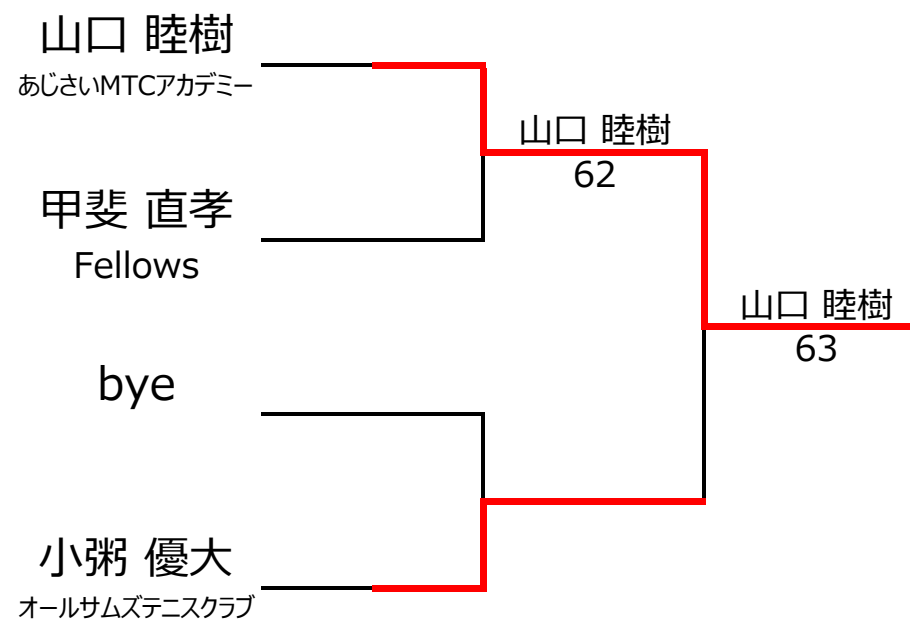 山口 睦樹
あじさいMTCアカデミー
山口 睦樹
62
甲斐 直孝
Fellows
山口 睦樹
63
bye
小粥 優大
オールサムズテニスクラブ